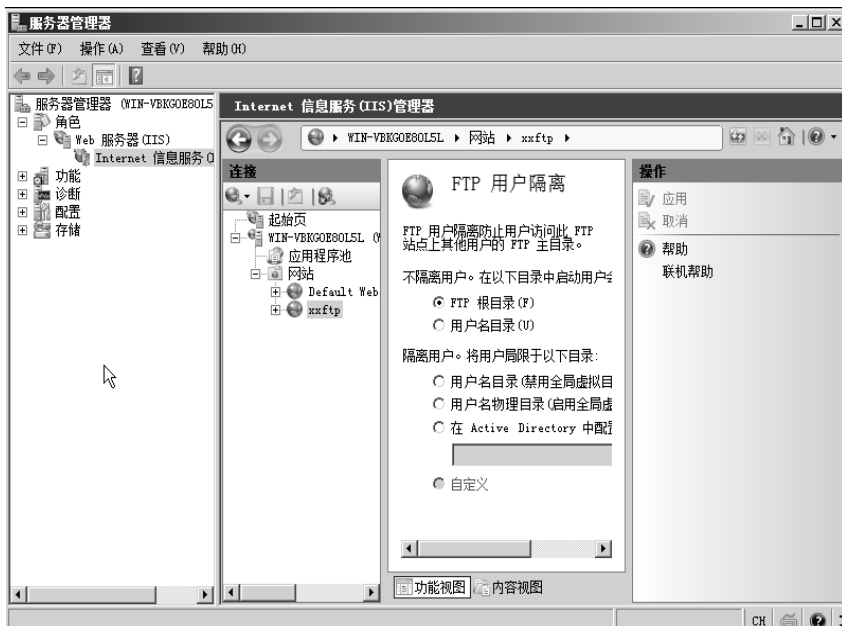 服务器管理器
文件(F) 操作(A) 查看(V) 帮助(H)
服务器管理器 (WIN-VBKGOE8OL5
角色
Web 服务器(IIS)
Internet 信息服务(
功能
诊断
配置
存储
Internet 信息服务(IIS)管理器
WIN-VBKGOE8OL5L
网站
xxftp
连接
起始页
WIN-VBKGOE8OL5L (W
应用程序池
网站
Default Web
xxftp
FTP 用户隔离
FTP 用户隔离防止用户访问此 FTP
站点上其他用户的 FTP 主目录。
不隔离用户。在以下目录中启动用户会
FTP 根目录(F)
用户名目录(U)
隔离用户。将用户局限于以下目录:
用户名目录(禁用全局虚拟目
用户名物理目录(启用全局虚
在 Active Directory 中配置
自定义
功能视图
内容视图
操作
应用
取消
帮助
联机帮助
CH